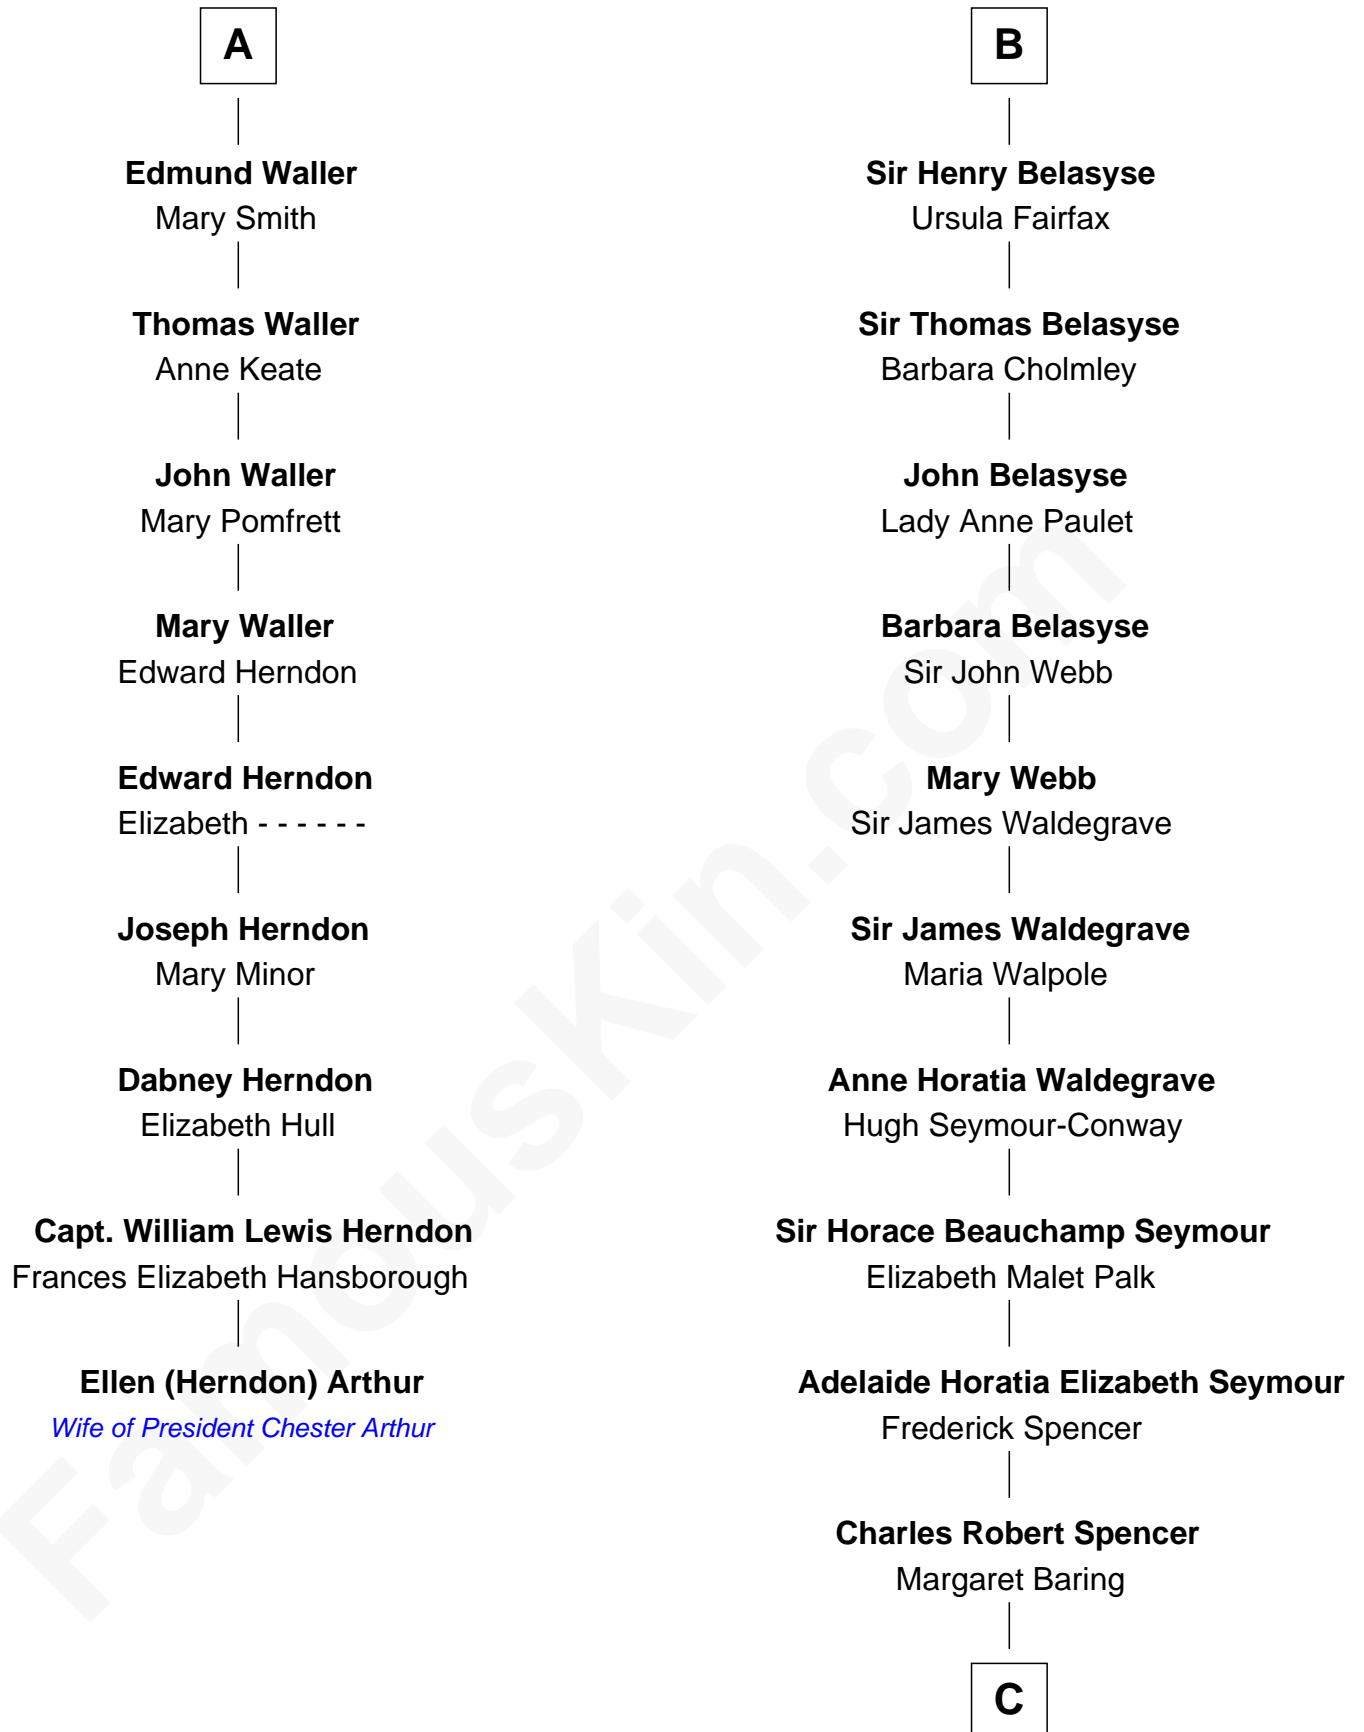 A
Edmund Waller
Mary Smith
Thomas Waller
Anne Keate
John Waller
Mary Pomfrett
Mary Waller
Edward Herndon
Edward Herndon
Elizabeth - - - - - -
Joseph Herndon
Mary Minor
Dabney Herndon
Elizabeth Hull
Capt. William Lewis Herndon
Frances Elizabeth Hansborough
Ellen (Herndon) Arthur
Wife of President Chester Arthur
B
Sir Henry Belasyse
Ursula Fairfax
Sir Thomas Belasyse
Barbara Cholmley
John Belasyse
Lady Anne Paulet
Barbara Belasyse
Sir John Webb
Mary Webb
Sir James Waldegrave
Sir James Waldegrave
Maria Walpole
Anne Horatia Waldegrave
Hugh Seymour-Conway
Sir Horace Beauchamp Seymour
Elizabeth Malet Palk
Adelaide Horatia Elizabeth Seymour
Frederick Spencer
Charles Robert Spencer
Margaret Baring
C
FamousKin.com